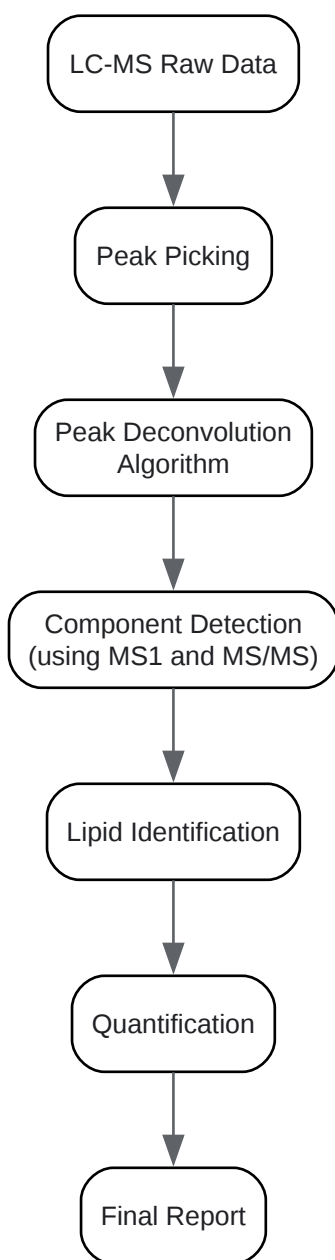 LC-MS Raw Data
Peak Picking
Peak Deconvolution
Algorithm
Component Detection
(using MS1 and MS/MS)
Lipid Identification
Quantification
Final Report